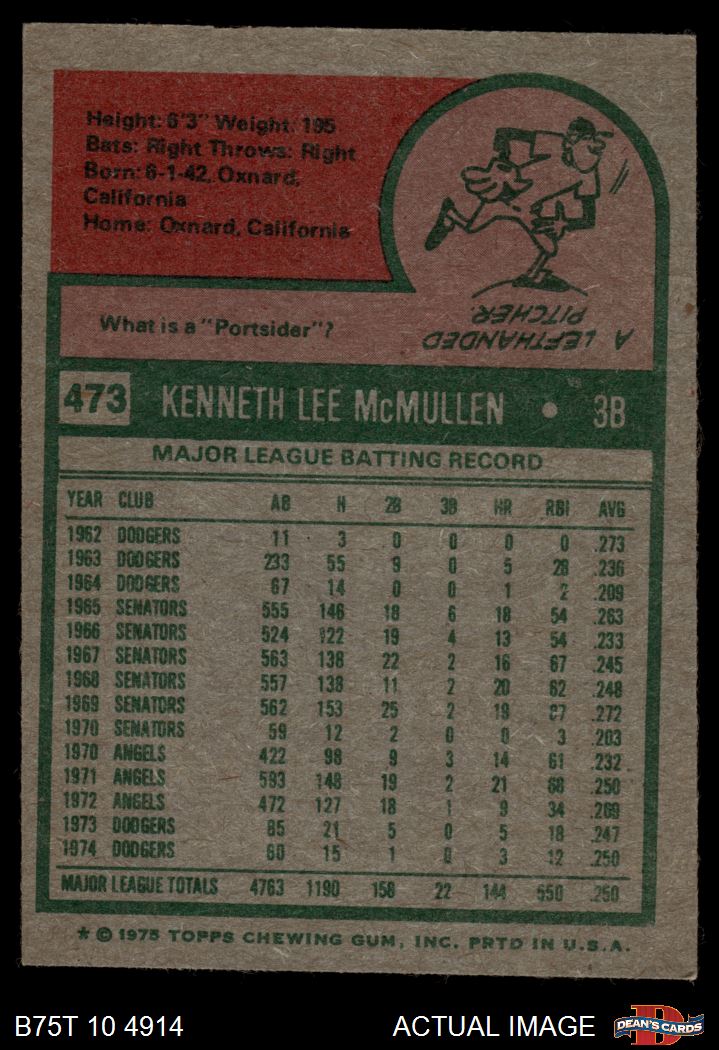 Height: 6'3" Weight: 195
Bats: Right Throws: Right
Born: 6-1-42, Oxnard,
California
Home: Oxnard, California
What is a "Portsider"?
A LEFTHANDED
PITCHER.
473 KENNETH LEE McMULLEN • 3B
MAJOR LEAGUE BATTING RECORD
YEAR CLUB AB H 2B 3B HR RBI AVG
1962 DODGERS 11 3 0 0 0 0 .273
1963 DODGERS 233 55 9 0 5 28 .236
1964 DODGERS 67 14 0 0 1 2 .209
1965 SENATORS 555 146 18 6 18 54 .263
1966 SENATORS 524 122 19 4 13 54 .233
1967 SENATORS 563 138 22 2 16 67 .245
1968 SENATORS 557 138 11 2 20 62 .248
1969 SENATORS 562 153 25 2 19 87 .272
1970 SENATORS 59 12 2 0 0 3 .203
1970 ANGELS 422 98 9 3 14 61 .232
1971 ANGELS 593 148 19 2 21 68 .250
1972 ANGELS 472 127 18 1 9 34 .269
1973 DODGERS 85 21 5 0 5 18 .247
1974 DODGERS 60 15 1 0 3 12 .250
MAJOR LEAGUE TOTALS 4763 1190 158 22 144 550 .250
* © 1975 TOPPS CHEWING GUM, INC. PRTD IN U.S.A.
B75T 10 4914 ACTUAL IMAGE DEAN'S CARDS